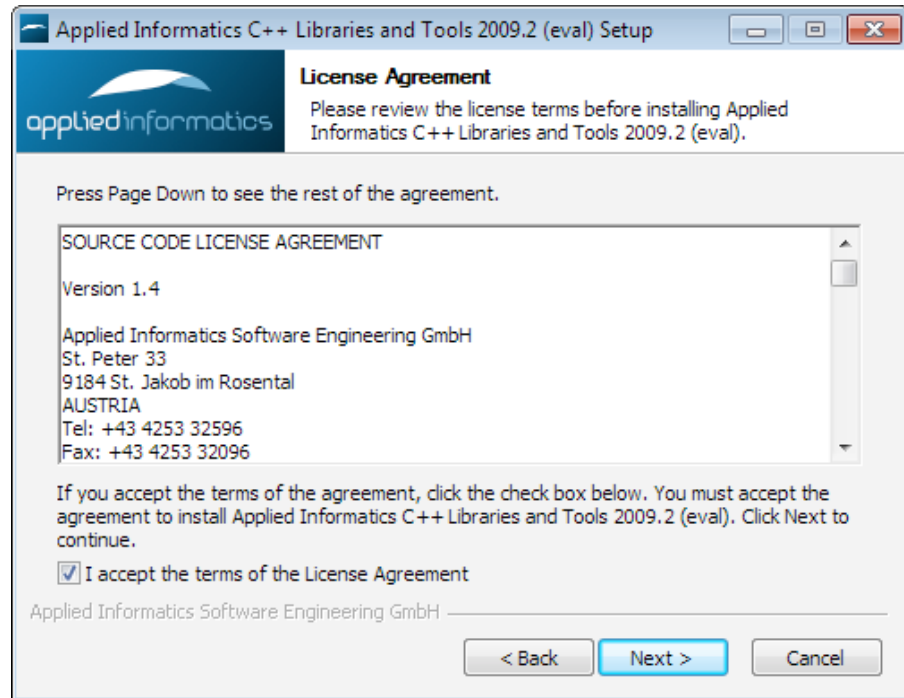 Applied Informatics C++ Libraries and Tools 2009.2 (eval) Setup
appliedinformatics
License Agreement
Please review the license terms before installing Applied
Informatics C++ Libraries and Tools 2009.2 (eval).
Press Page Down to see the rest of the agreement.
SOURCE CODE LICENSE AGREEMENT
Version 1.4
Applied Informatics Software Engineering GmbH
St. Peter 33
9184 St. Jakob im Rosental
AUSTRIA
Tel: +43 4253 32596
Fax: +43 4253 32096
If you accept the terms of the agreement, click the check box below. You must accept the
agreement to install Applied Informatics C++ Libraries and Tools 2009.2 (eval). Click Next to
continue.
I accept the terms of the License Agreement
Applied Informatics Software Engineering GmbH
< Back
Next >
Cancel